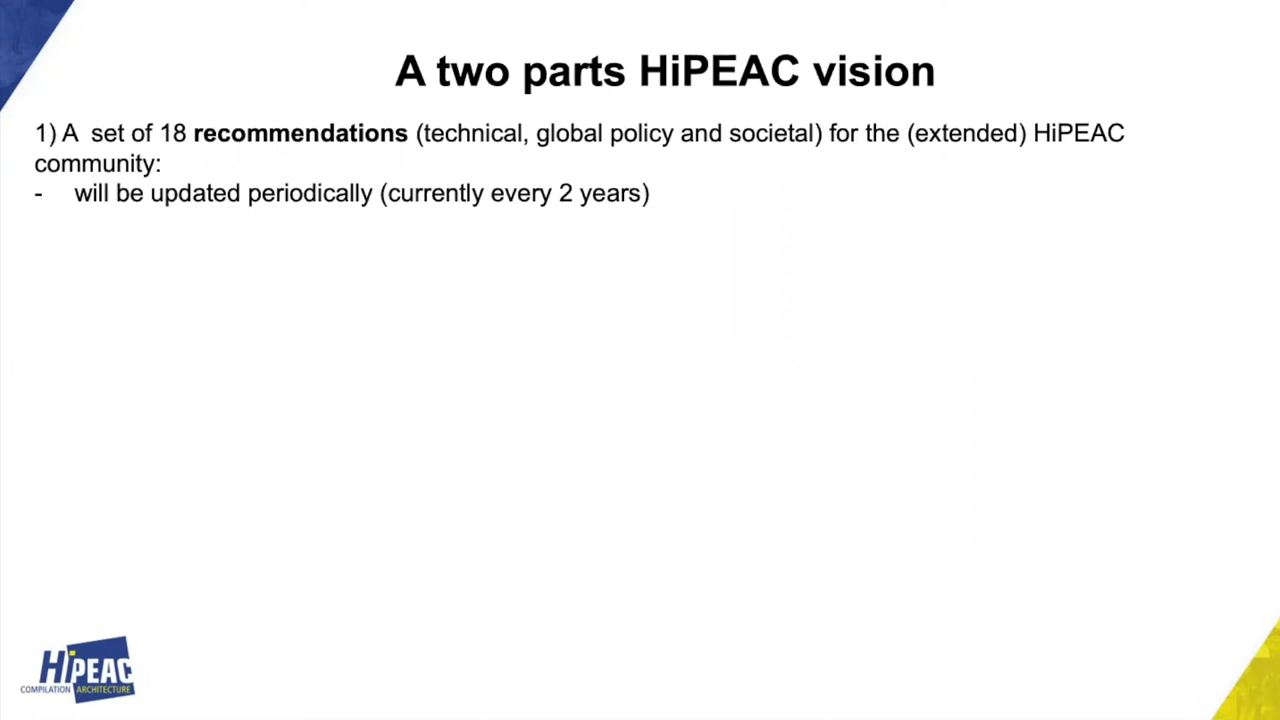 A two parts HiPEAC vision
1) A set of 18 recommendations (technical, global policy and societal) for the (extended) HiPEAC
community:
- will be updated periodically (currently every 2 years)
HiPEAC
COMPILATION ARCHITECTURE